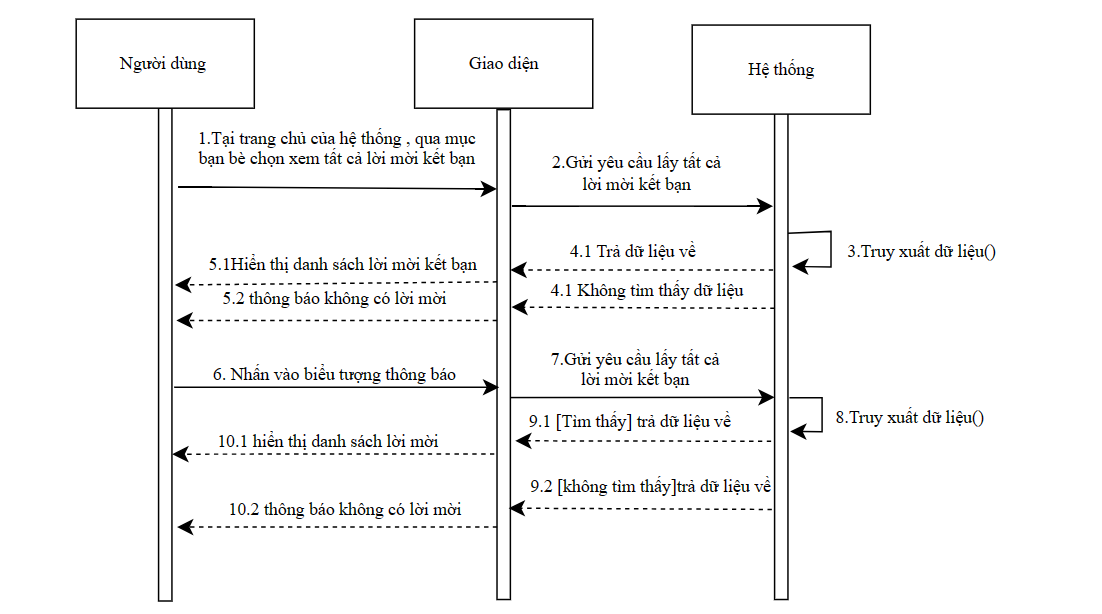 Người dùng
Giao diện
Hệ thống
1.Tại trang chủ của hệ thống , qua mục
bạn bè chọn xem tất cả lời mời kết bạn
2.Gửi yêu cầu lấy tất cả
lời mời kết bạn
3.Truy xuất dữ liệu()
4.1 Trả dữ liệu về
5.1Hiển thị danh sách lời mời kết bạn
4.1 Không tìm thấy dữ liệu
5.2 thông báo không có lời mời
6. Nhấn vào biểu tượng thông báo
7.Gửi yêu cầu lấy tất cả
lời mời kết bạn
8.Truy xuất dữ liệu()
9.1 [Tìm thấy] trả dữ liệu về
10.1 hiển thị danh sách lời mời
9.2 [không tìm thấy]trả dữ liệu về
10.2 thông báo không có lời mời